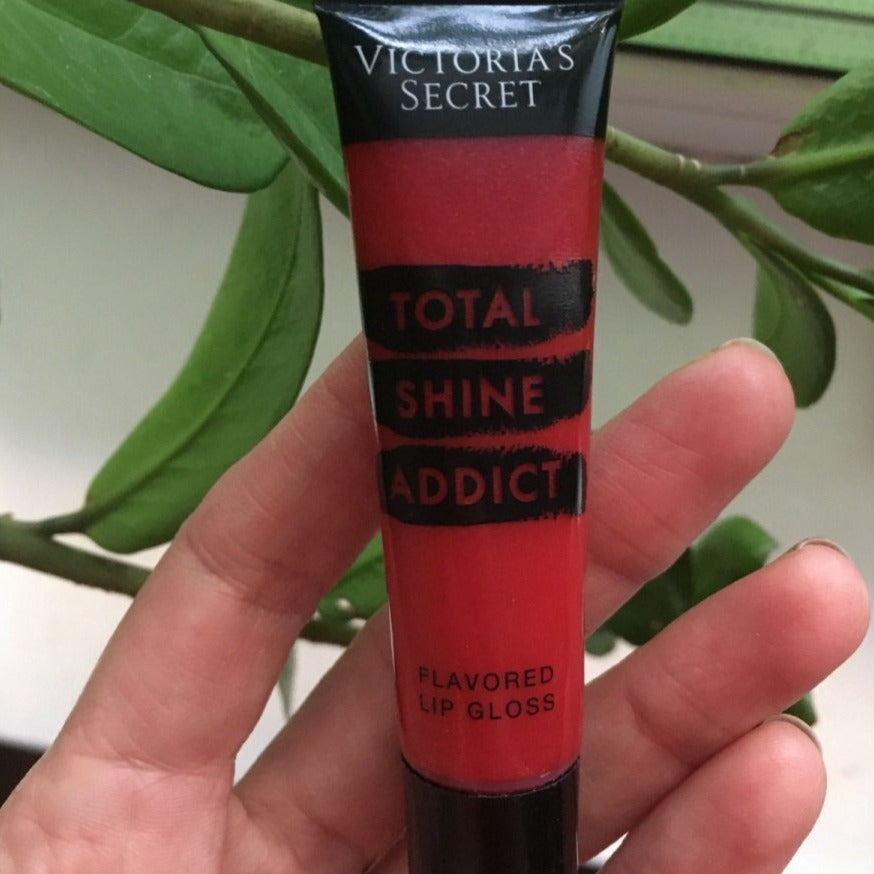 VICTORIA'S
SECRET
TOTAL
SHINE
ADDICT
FLAVORED
LIP GLOSS